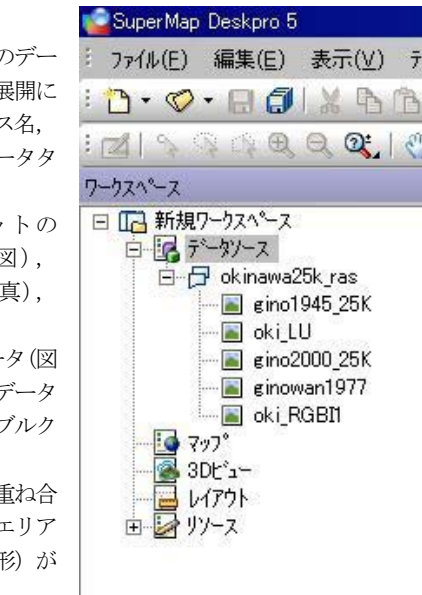 のデー
展開に
ス名，
ータタ
ットの
図），
真），
ータ(図
データ
ブルク
重ね合
エリア
形）が
SuperMap Deskpro 5
ファイル(F) 編集(E) 表示(V)
ワークスペース
新規ワークスペース
データソース
okinawa25k_ras
gino1945_25K
oki_LU
gino2000_25K
ginowan1977
oki_RGBI1
マップ
3Dビュー
レイアウト
リソース